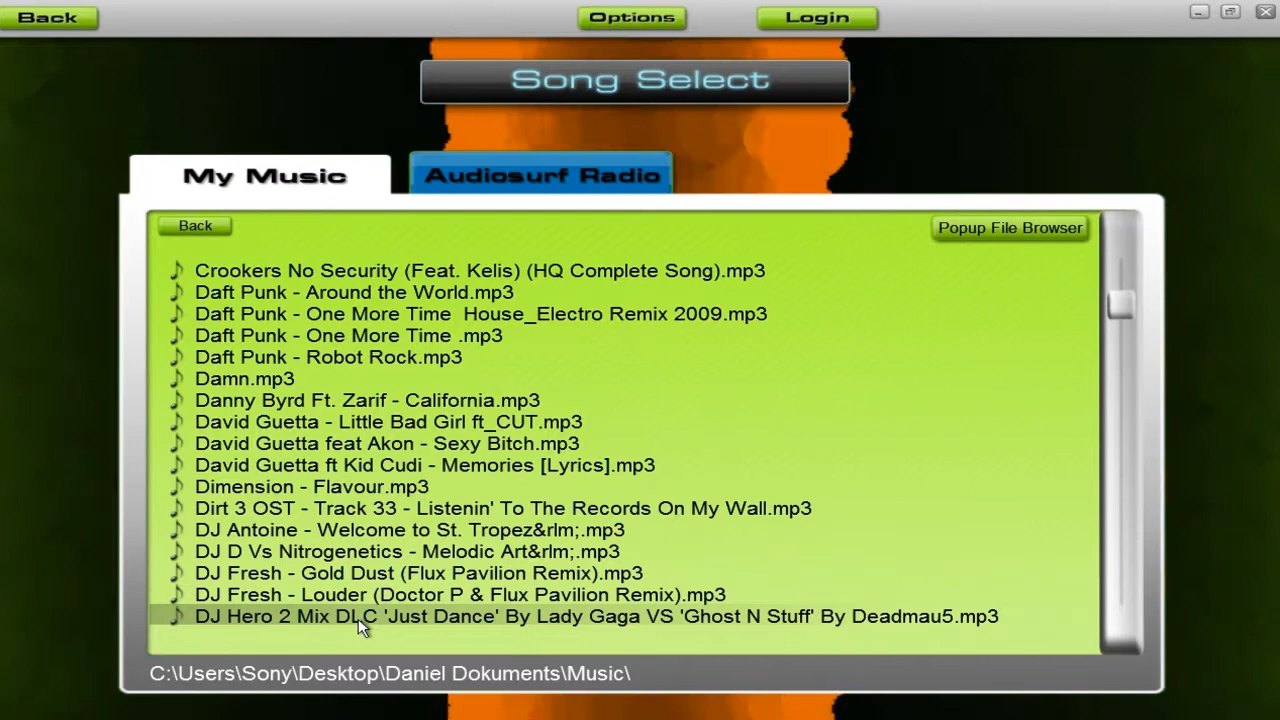 Back
Options
Login
Song Select
My Music
Audiosurf Radio
Back
Popup File Browser
Crookers No Security (Feat. Kelis) (HQ Complete Song).mp3
Daft Punk - Around the World.mp3
Daft Punk - One More Time  House_Electro Remix 2009.mp3
Daft Punk - One More Time .mp3
Daft Punk - Robot Rock.mp3
Damn.mp3
Danny Byrd Ft. Zarif - California.mp3
David Guetta - Little Bad Girl ft_CUT.mp3
David Guetta feat Akon - Sexy Bitch.mp3
David Guetta ft Kid Cudi - Memories [Lyrics].mp3
Dimension - Flavour.mp3
Dirt 3 OST - Track 33 - Listenin' To The Records On My Wall.mp3
DJ Antoine - Welcome to St. Tropez&rlm;.mp3
DJ D Vs Nitrogenetics - Melodic Art&rlm;.mp3
DJ Fresh - Gold Dust (Flux Pavilion Remix).mp3
DJ Fresh - Louder (Doctor P & Flux Pavilion Remix).mp3
DJ Hero 2 Mix DLC 'Just Dance' By Lady Gaga VS 'Ghost N Stuff' By Deadmau5.mp3
C:\Users\Sony\Desktop\Daniel Dokuments\Music\